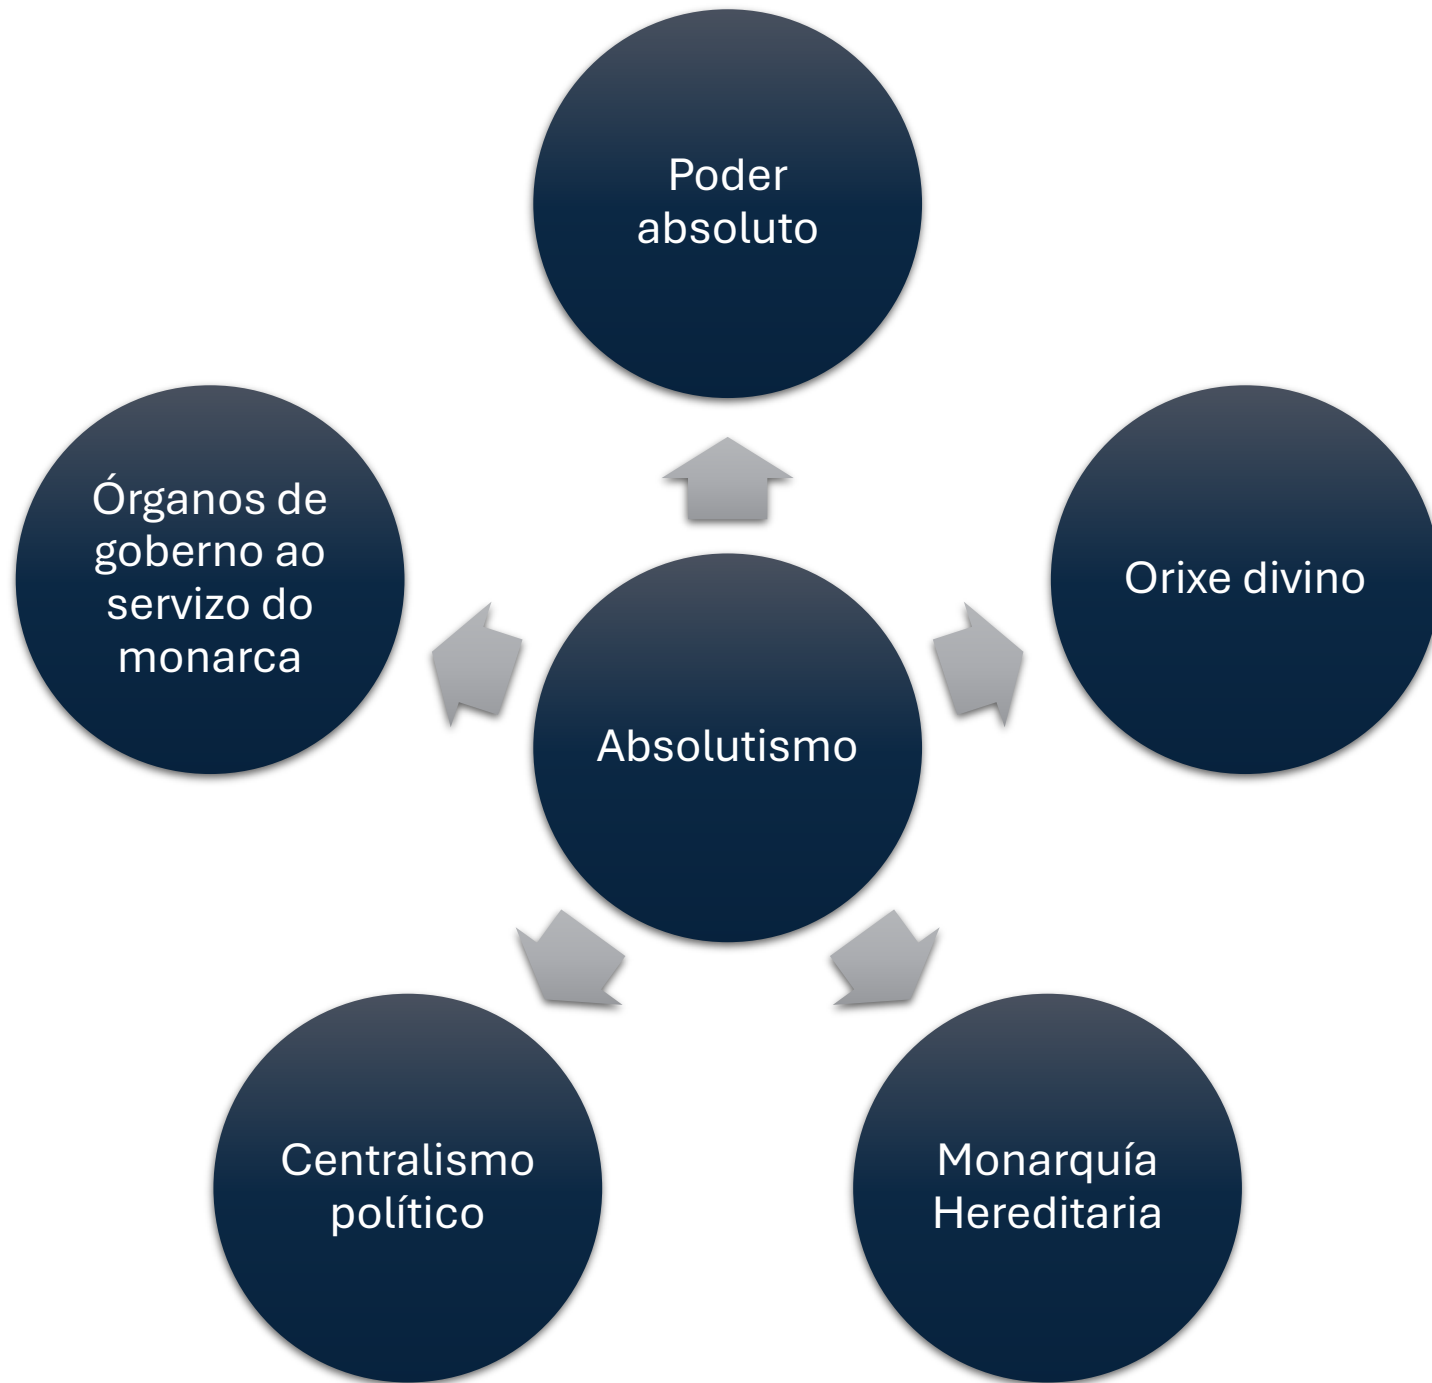 Poder
absoluto
Órganos de
goberno ao
servizo do
monarca
Orixe divino
Absolutismo
Centralismo
político
Monarquía
Hereditaria